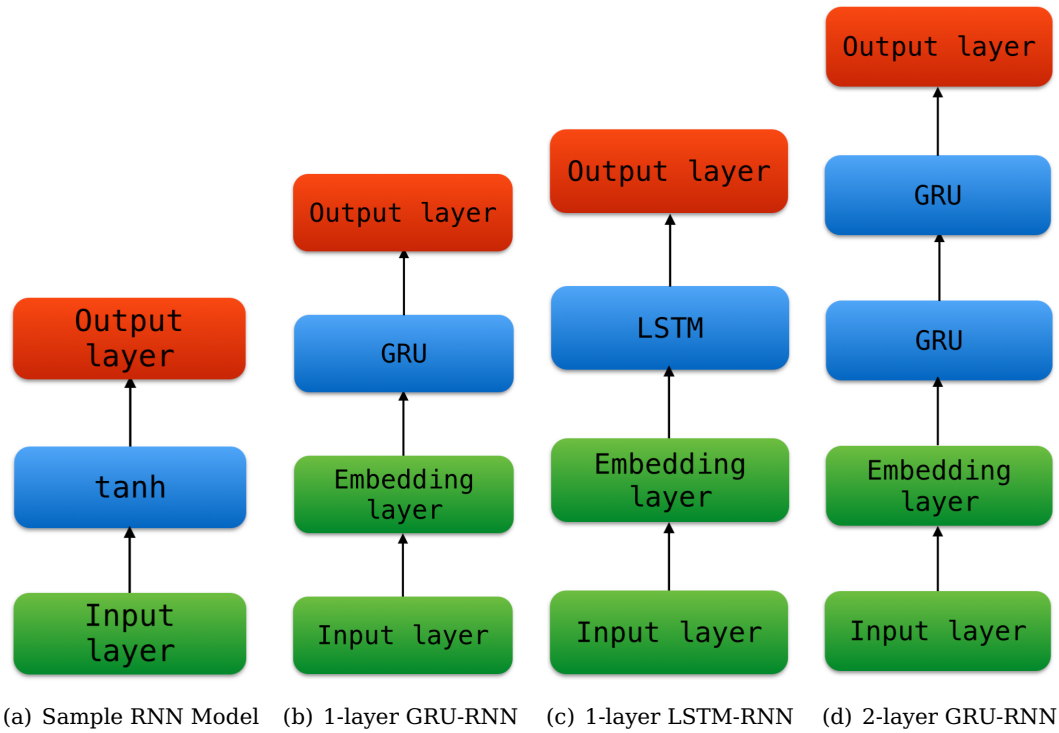 Output
layer
tanh
Input
layer
(a) Sample RNN Model
Output layer
GRU
Embedding
layer
Input layer
(b) 1-layer GRU-RNN
Output layer
LSTM
Embedding
layer
Input layer
(c) 1-layer LSTM-RNN
Output layer
GRU
GRU
Embedding
layer
Input layer
(d) 2-layer GRU-RNN